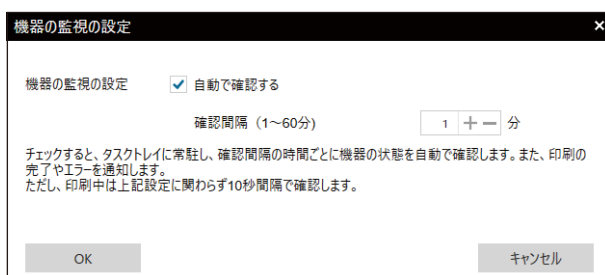 機器の監視の設定
機器の監視の設定 自動で確認する
確認間隔（1～60分) 1 分
チェックすると、タスクトレイに常駐し、確認間隔の時間ごとに機器の状態を自動で確認します。また、印刷の
完了やエラーを通知します。
ただし、印刷中は上記設定に関わらず10秒間隔で確認します。
OK キャンセル